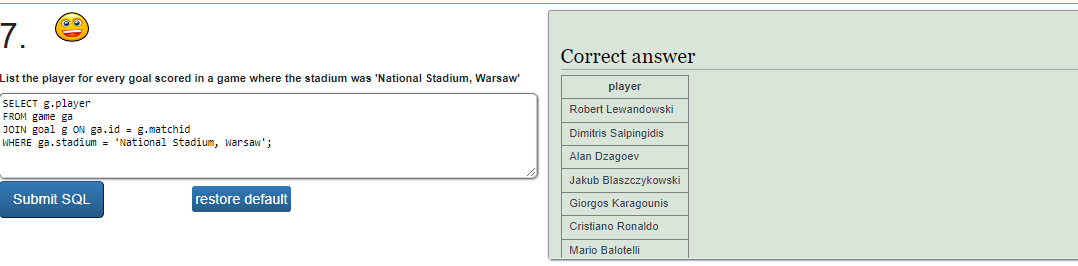 7.
List the player for every goal scored in a game where the stadium was 'National Stadium, Warsaw'
SELECT g.player
FROM game ga
JOIN goal g ON ga.id = g.matchid
WHERE ga.stadium = 'National Stadium, Warsaw';
Submit SQL
restore default
Correct answer
player
Robert Lewandowski
Dimitris Salpingidis
Alan Dzagoev
Jakub Blaszczykowski
Giorgos Karagounis
Cristiano Ronaldo
Mario Balotelli